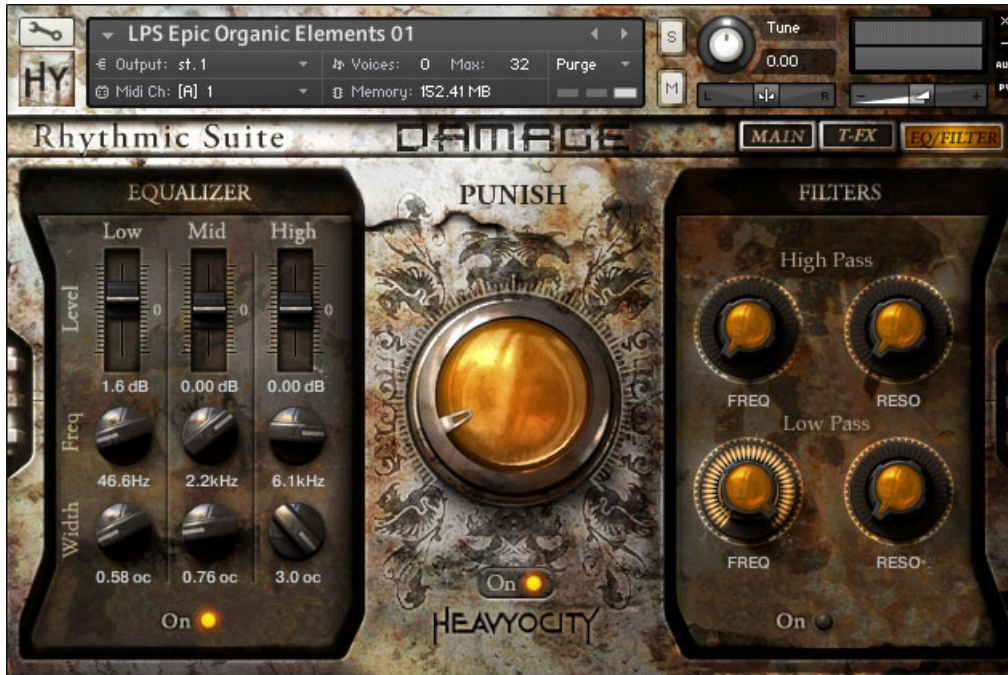 LPS Epic Organic Elements 01
S
Tune
0.00
HY
Output: st.1
Voices: 0 Max: 32
Purge
Midi Ch: [A] 1
Memory: 152.41 MB
M
L
R
- +
Rhythmic Suite
DAMAGE
MAIN
T-FX
EQ/FILTER
EQUALIZER
PUNISH
FILTERS
Low Mid High
High Pass
Level
0 0 0
1.6 dB 0.00 dB 0.00 dB
FREQ RESO
Freq
Low Pass
46.6Hz 2.2kHz 6.1kHz
Width
0.58 oc 0.76 oc 3.0 oc
FREQ RESO
On
On
On
HEAVYOCITY